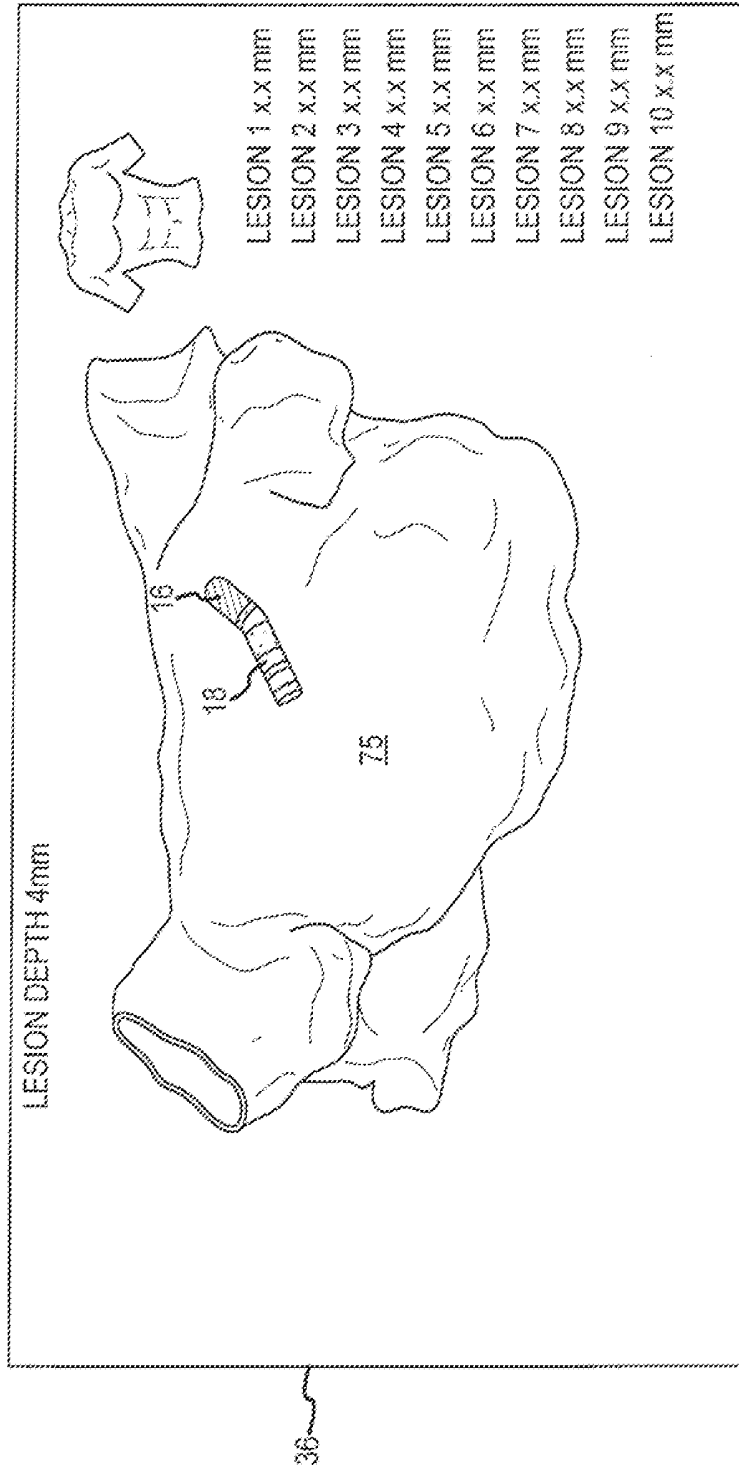 LESION DEPTH 4mm
LESION 1 x.x mm
LESION 2 x.x mm
LESION 3 x.x mm
LESION 4 x.x mm
LESION 5 x.x mm
LESION 6 x.x mm
LESION 7 x.x mm
LESION 8 x.x mm
LESION 9 x.x mm
LESION 10 x.x mm
16
18
75
36